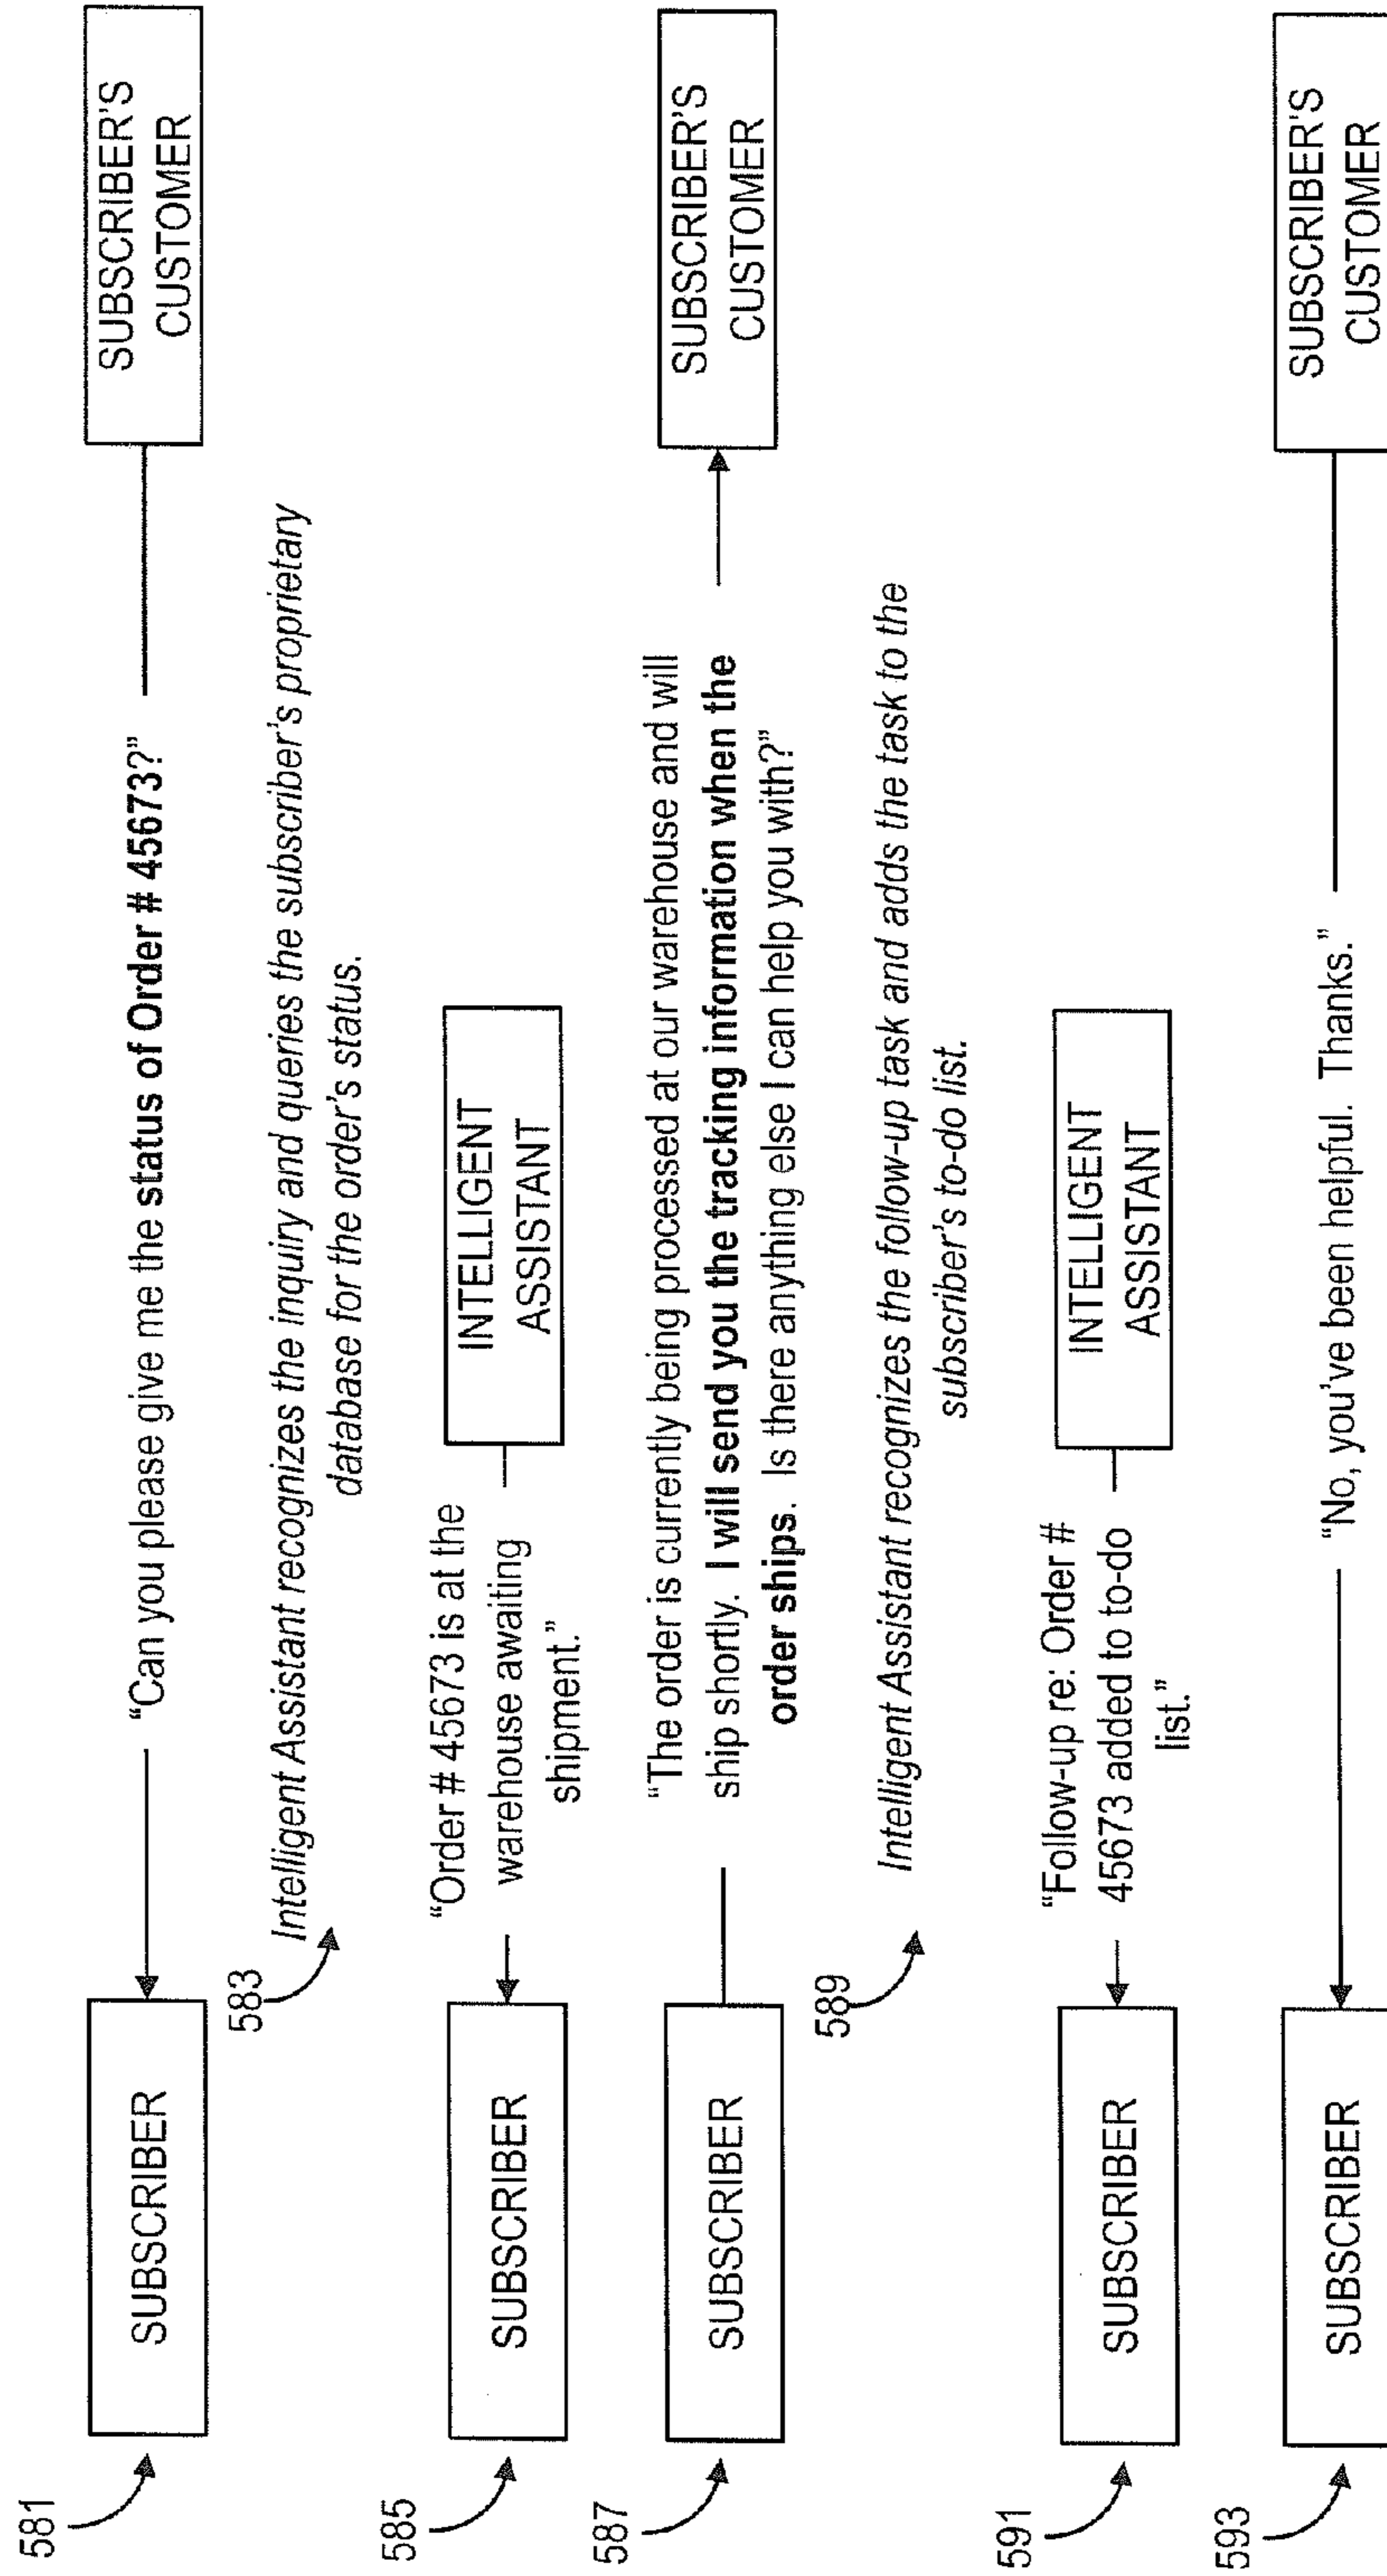 581
SUBSCRIBER
“Can you please give me the status of Order # 45673?”
SUBSCRIBER'S
CUSTOMER
583
Intelligent Assistant recognizes the inquiry and queries the subscriber's proprietary
database for the order's status.
585
SUBSCRIBER
“Order # 45673 is at the
warehouse awaiting
shipment.”
INTELLIGENT
ASSISTANT
587
SUBSCRIBER
“The order is currently being processed at our warehouse and will
ship shortly. I will send you the tracking information when the
order ships. Is there anything else I can help you with?”
SUBSCRIBER'S
CUSTOMER
589
Intelligent Assistant recognizes the follow-up task and adds the task to the
subscriber's to-do list.
591
SUBSCRIBER
“Follow-up re: Order #
45673 added to to-do
list.”
INTELLIGENT
ASSISTANT
593
SUBSCRIBER
“No, you've been helpful. Thanks.”
SUBSCRIBER'S
CUSTOMER